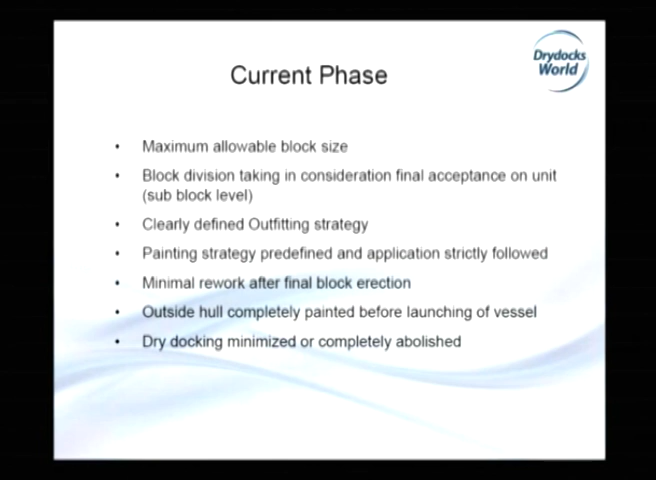 Drydocks
World
Current Phase
• Maximum allowable block size
• Block division taking in consideration final acceptance on unit
(sub block level)
• Clearly defined Outfitting strategy
• Painting strategy predefined and application strictly followed
• Minimal rework after final block erection
• Outside hull completely painted before launching of vessel
• Dry docking minimized or completely abolished